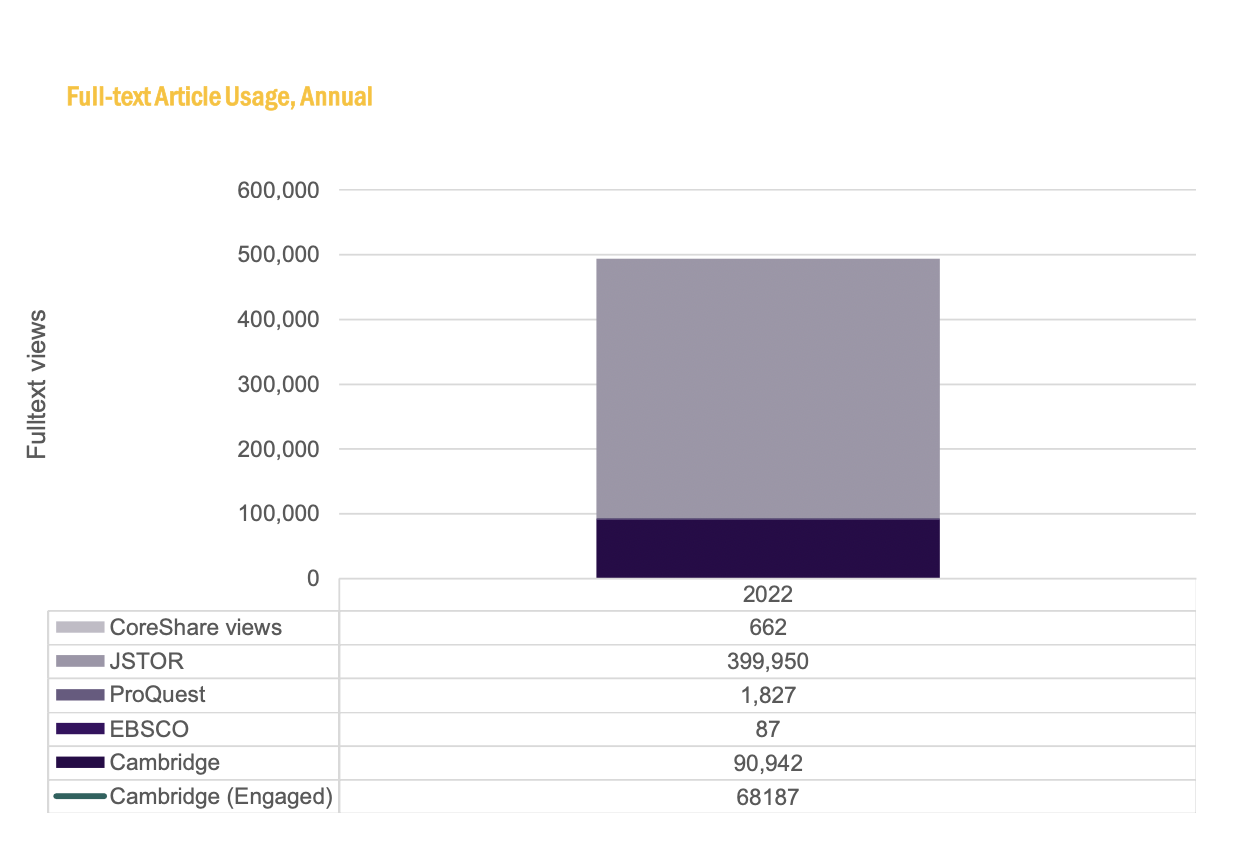 Full-text Article Usage, Annual
Fulltext views
600,000
500,000
400,000
300,000
200,000
100,000
0
2022
CoreShare views 662
JSTOR 399,950
ProQuest 1,827
EBSCO 87
Cambridge 90,942
Cambridge (Engaged) 68187